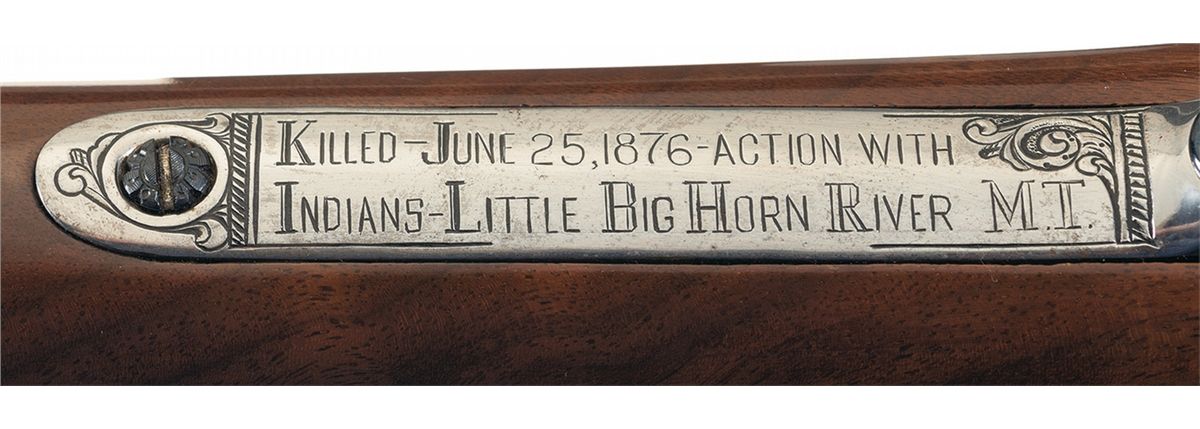 KILLED-JUNE 25,1876-ACTION WITH
INDIANS-LITTLE BIG HORN RIVER M.T.